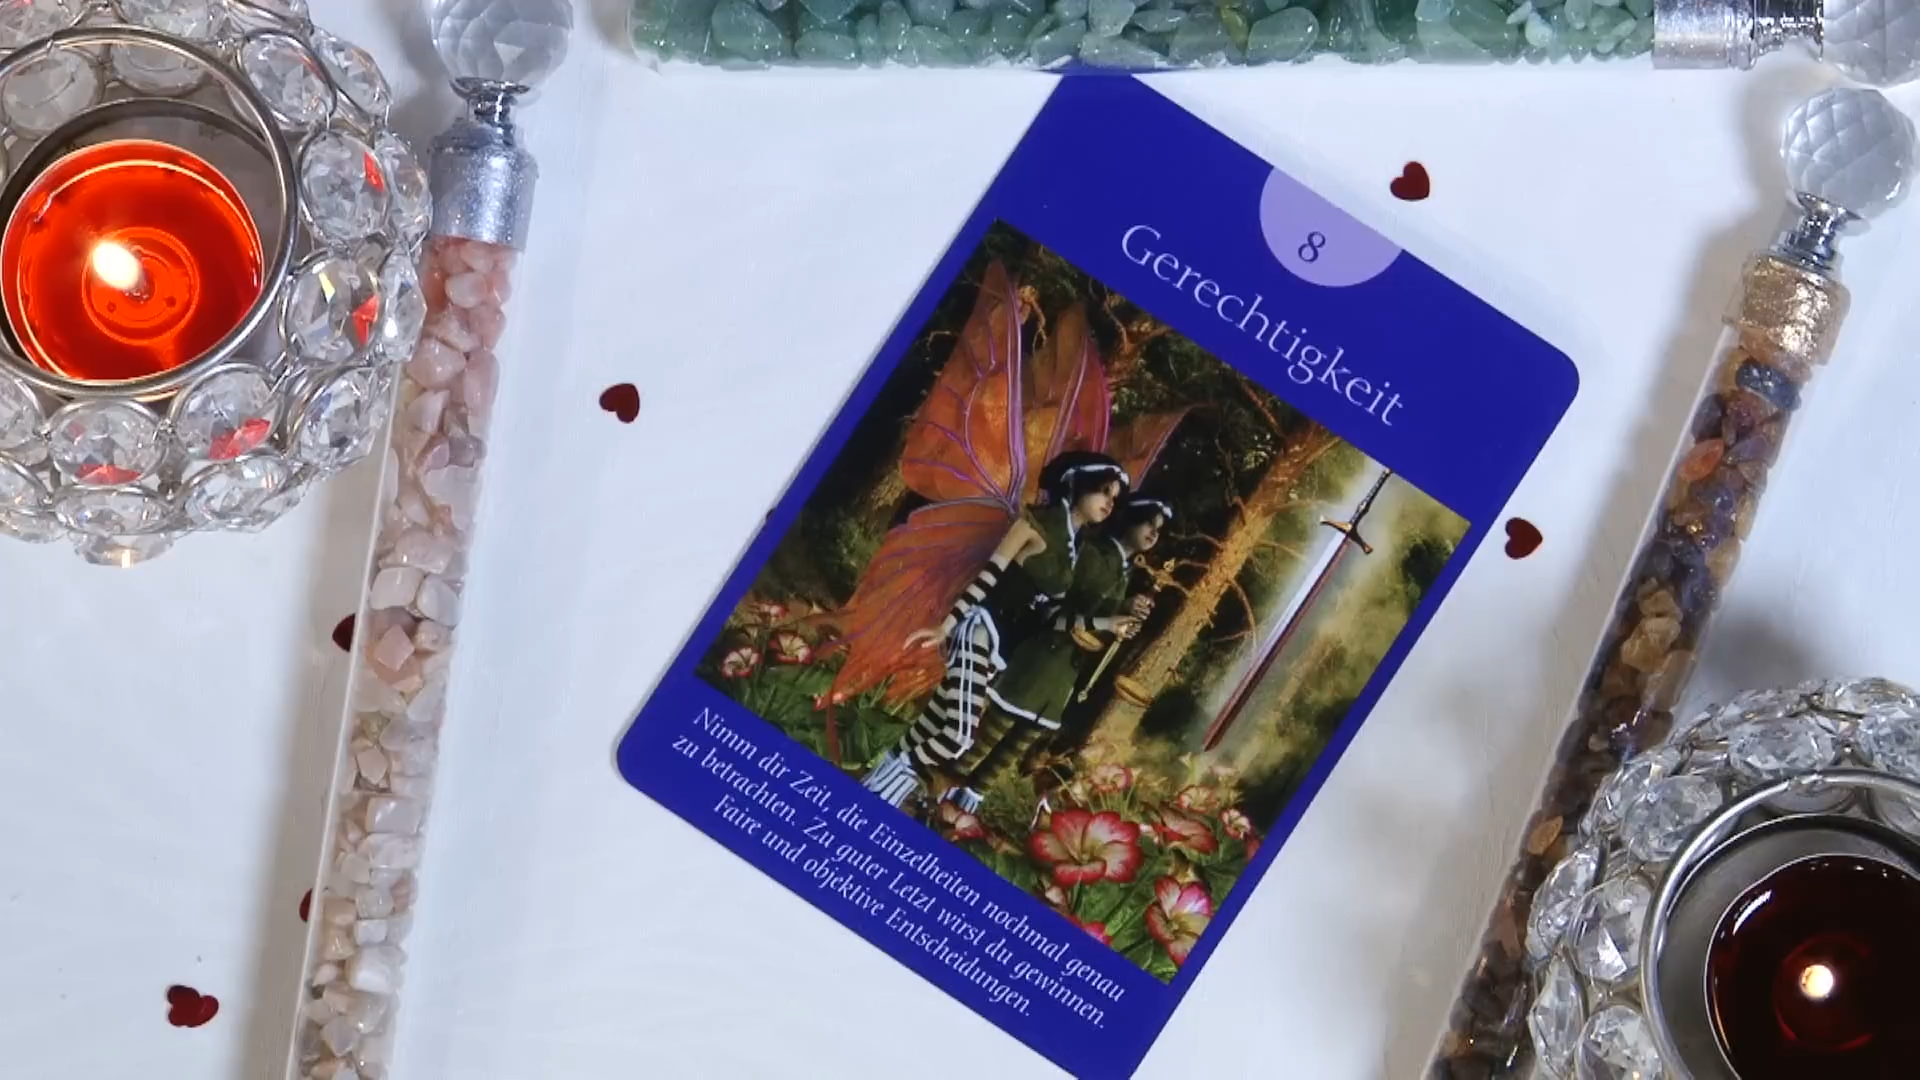 8
Gerechtigkeit
Nimm dir Zeit, die Einzelheiten nochmal genau
zu betrachten. Zu guter Letzt wirst du gewinnen.
Faire und objektive Entscheidungen.